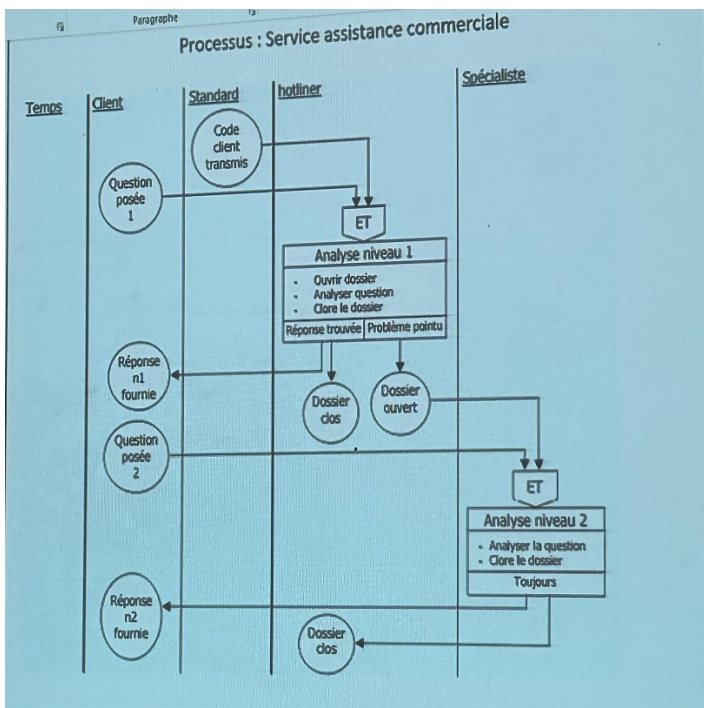 Paragraphe
Processus : Service assistance commerciale
Temps
Client
Standard
hotliner
Spécialiste
Code
client
transmis
Question
posée
1
ET
Analyse niveau 1
• Ouvrir dossier
• Analyser question
• Clore le dossier
Réponse trouvée
Problème pointu
Réponse
n1
fournie
Dossier
clos
Dossier
ouvert
Question
posée
2
ET
Analyse niveau 2
• Analyser la question
• Clore le dossier
Toujours
Réponse
n2
fournie
Dossier
clos